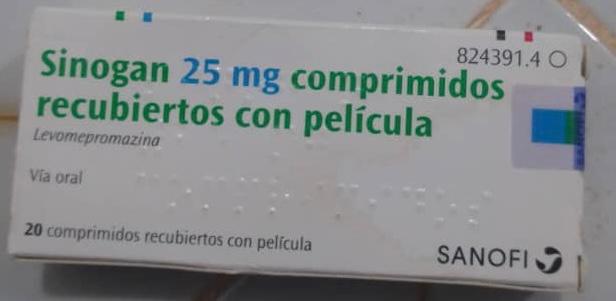 824391.4 O
Sinogan 25 mg comprimidos
recubiertos con película
Levomepromazina
Vía oral
20 comprimidos recubiertos con película
SANOFI